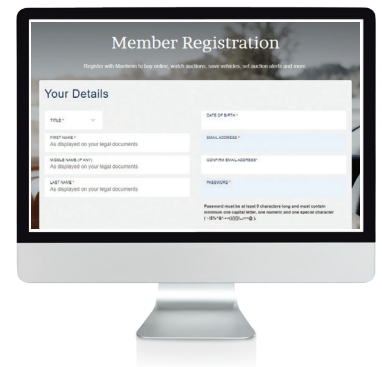 Member Registration
Register with Manheim to buy online, watch auctions, save vehicles, set auction alerts and more
Your Details
TITLE *
DATE OF BIRTH *
FIRST NAME *
As displayed on your legal documents
EMAIL ADDRESS *
MIDDLE NAME (IF ANY)
As displayed on your legal documents
CONFIRM EMAIL ADDRESS*
LAST NAME *
As displayed on your legal documents
PASSWORD *
Password must be at least 8 characters long and must contain
minimum one capital letter, one numeric and one special character